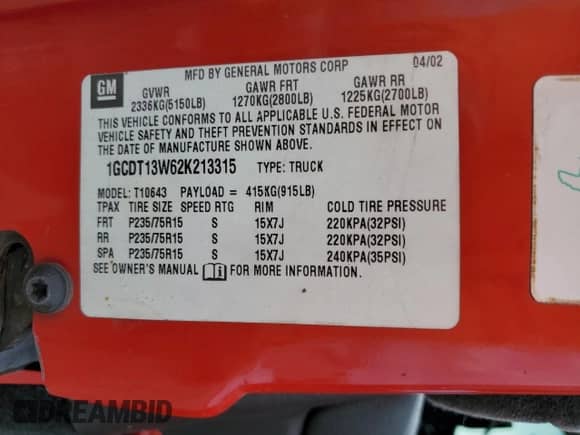 MFD BY GENERAL MOTORS CORP 04/02
GM
GVWR GAWR FRT GAWR RR
2336KG(5150LB) 1270KG(2800LB) 1225KG(2700LB)
THIS VEHICLE CONFORMS TO ALL APPLICABLE U.S. FEDERAL MOTOR
VEHICLE SAFETY AND THEFT PREVENTION STANDARDS IN EFFECT ON
THE DATE OF MANUFACTURE SHOWN ABOVE.
1GCDT13W62K213315 TYPE: TRUCK
MODEL: T10643 PAYLOAD = 415KG(915LB)
TPAX TIRE SIZE SPEED RTG RIM COLD TIRE PRESSURE
FRT P235/75R15 S 15X7J 220KPA(32PSI)
RR P235/75R15 S 15X7J 220KPA(32PSI)
SPA P235/75R15 S 15X7J 240KPA(35PSI)
SEE OWNER'S MANUAL FOR MORE INFORMATION.
DREAMBID